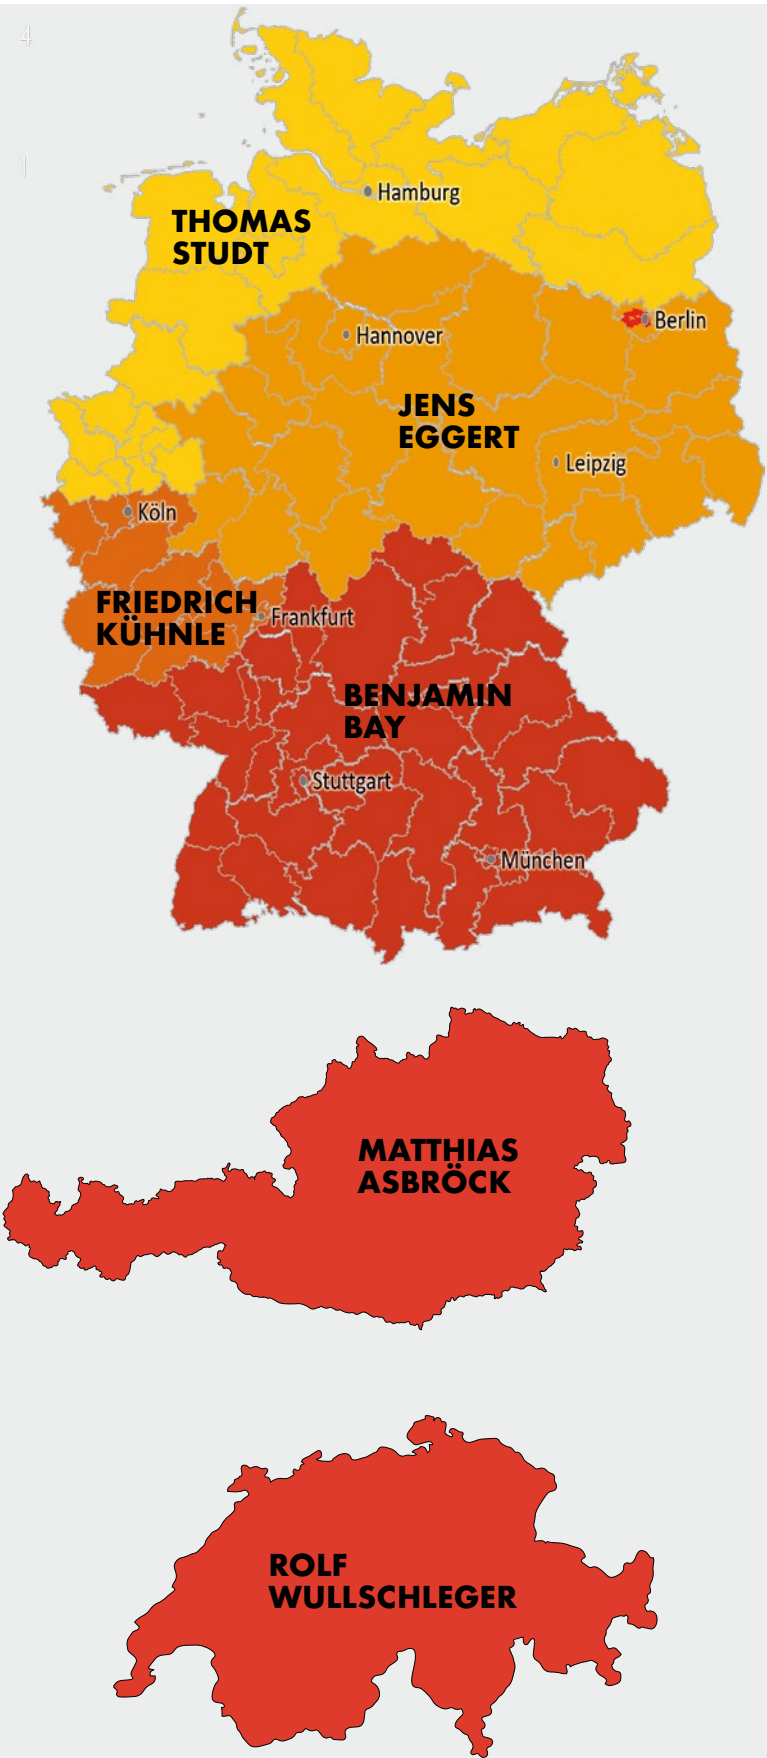 4
1
Hamburg
THOMAS
STUDT
Berlin
Hannover
JENS
EGGERT
Leipzig
Köln
FRIEDRICH
KÜHNLE
Frankfurt
BENJAMIN
BAY
Stuttgart
München
MATTHIAS
ASBRÖCK
ROLF
WULLSCHLEGER